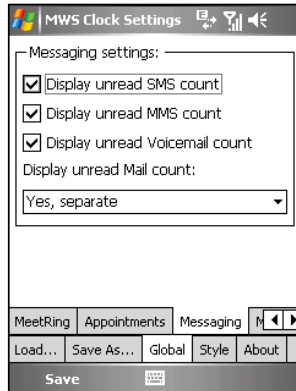 MWS Clock Settings
Messaging settings:
Display unread SMS count
Display unread MMS count
Display unread Voicemail count
Display unread Mail count:
Yes, separate
MeetRing Appointments Messaging
Load... Save As... Global Style About
Save